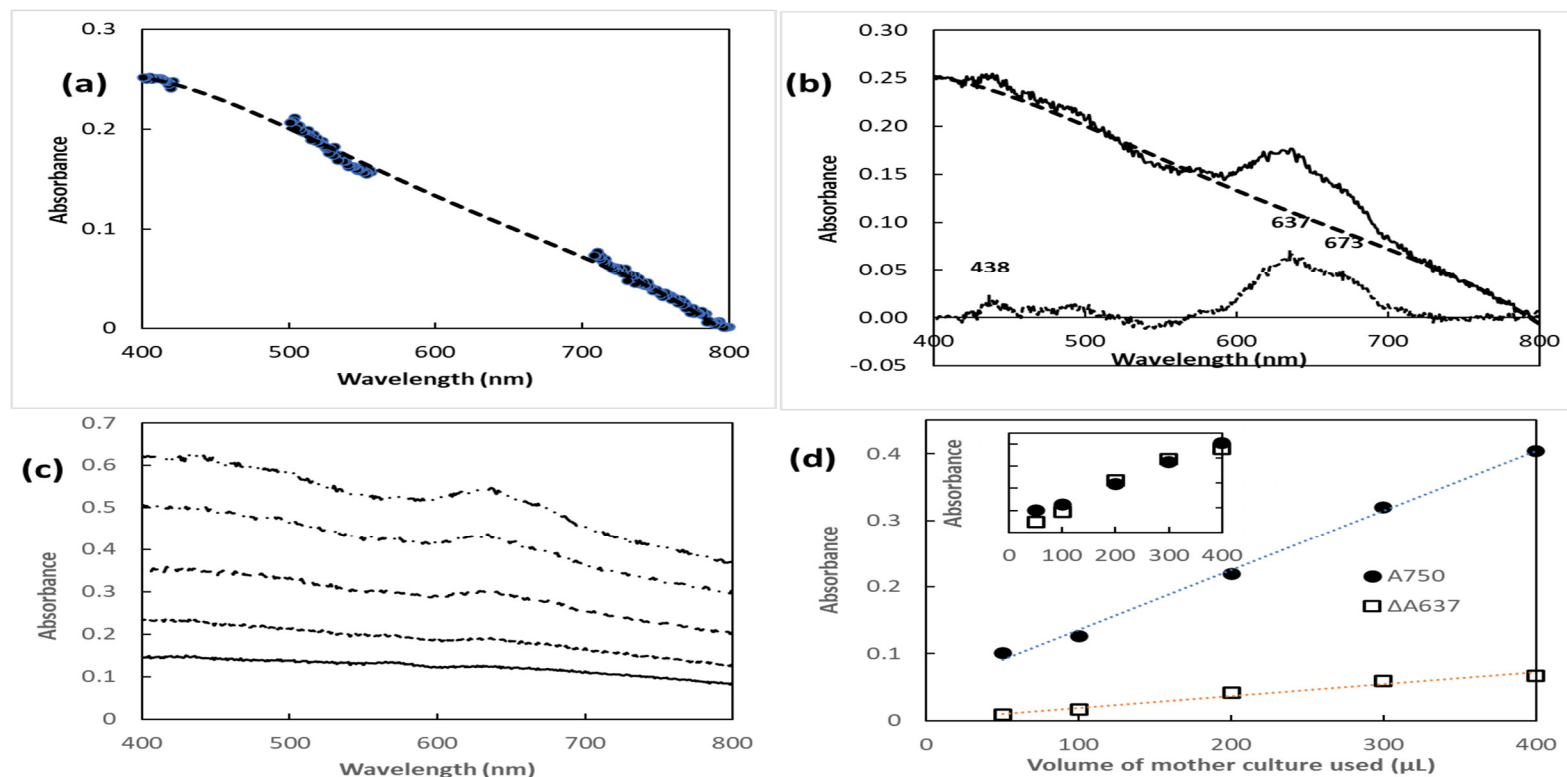 (a)
Absorbance
0.3
0.2
0.1
0
400 500 600 700 800
Wavelength (nm)
(b)
Absorbance
0.30
0.25
0.20
0.15
0.10
0.05
0.00
-0.05
438
637
673
400 500 600 700 800
Wavelength (nm)
(c)
Absorbance
0.7
0.6
0.5
0.4
0.3
0.2
0.1
0
400 500 600 700 800
Wavelength (nm)
(d)
Absorbance
0.4
0.3
0.2
0.1
0
Absorbance
0 100 200 300 400
A750
ΔA637
0 100 200 300 400
Volume of mother culture used (µL)